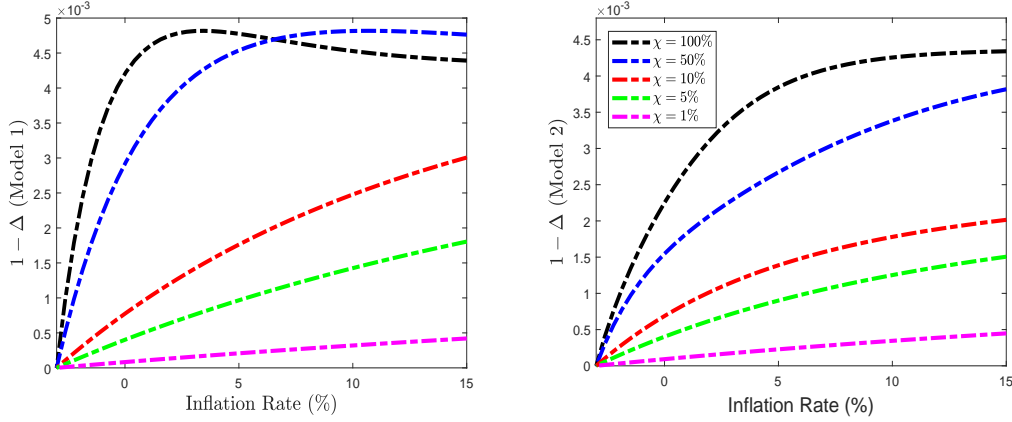 ×10⁻³
5
4.5
4
3.5
3
2.5
2
1.5
1
0.5
0
0 5 10 15
Inflation Rate (%)
1 − Δ (Model 1)
×10⁻³
4.5
4
3.5
3
2.5
2
1.5
1
0.5
0
0 5 10 15
Inflation Rate (%)
1 − Δ (Model 2)
χ = 100%
χ = 50%
χ = 10%
χ = 5%
χ = 1%